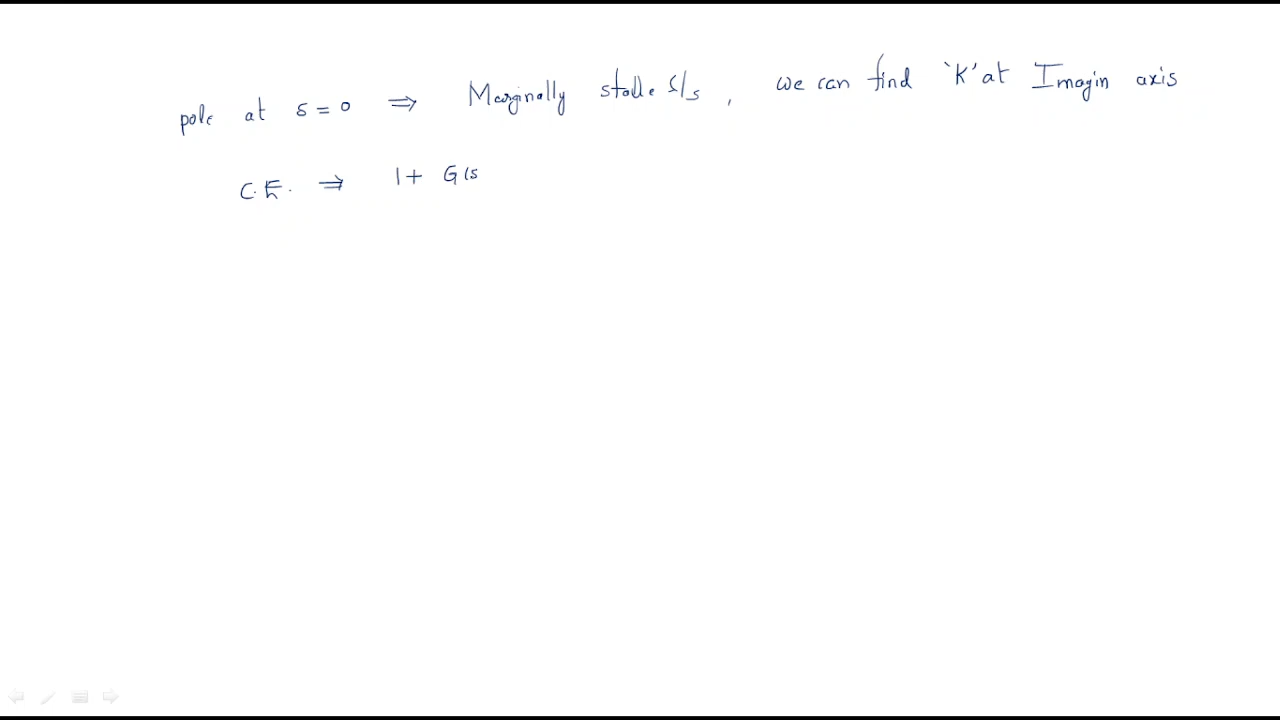 pole at s = 0 ⇒ Marginally stable s/s , we can find 'K' at Imagin axis
C.E. ⇒ 1 + G(s